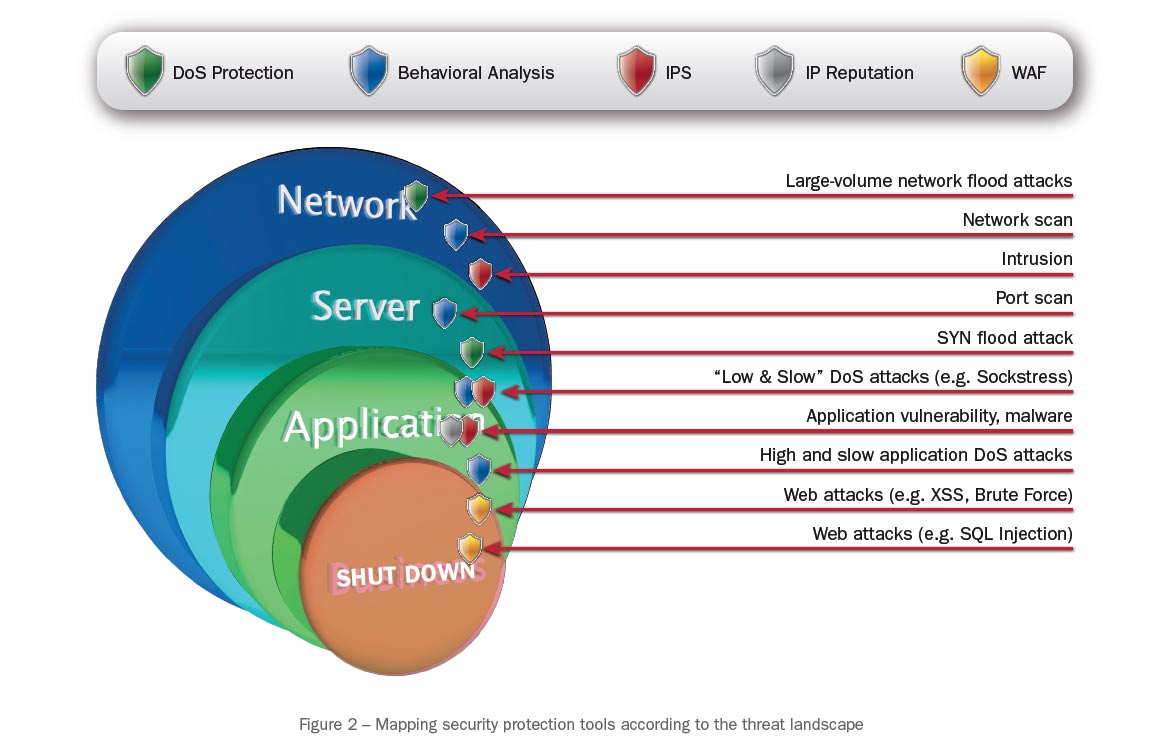 DoS Protection Behavioral Analysis IPS IP Reputation WAF
Large-volume network flood attacks
Network
Network scan
Intrusion
Port scan
Server
SYN flood attack
“Low & Slow” DoS attacks (e.g. Sockstress)
Application vulnerability, malware
Application
High and slow application DoS attacks
Web attacks (e.g. XSS, Brute Force)
Web attacks (e.g. SQL Injection)
Business
SHUT DOWN
Figure 2 – Mapping security protection tools according to the threat landscape